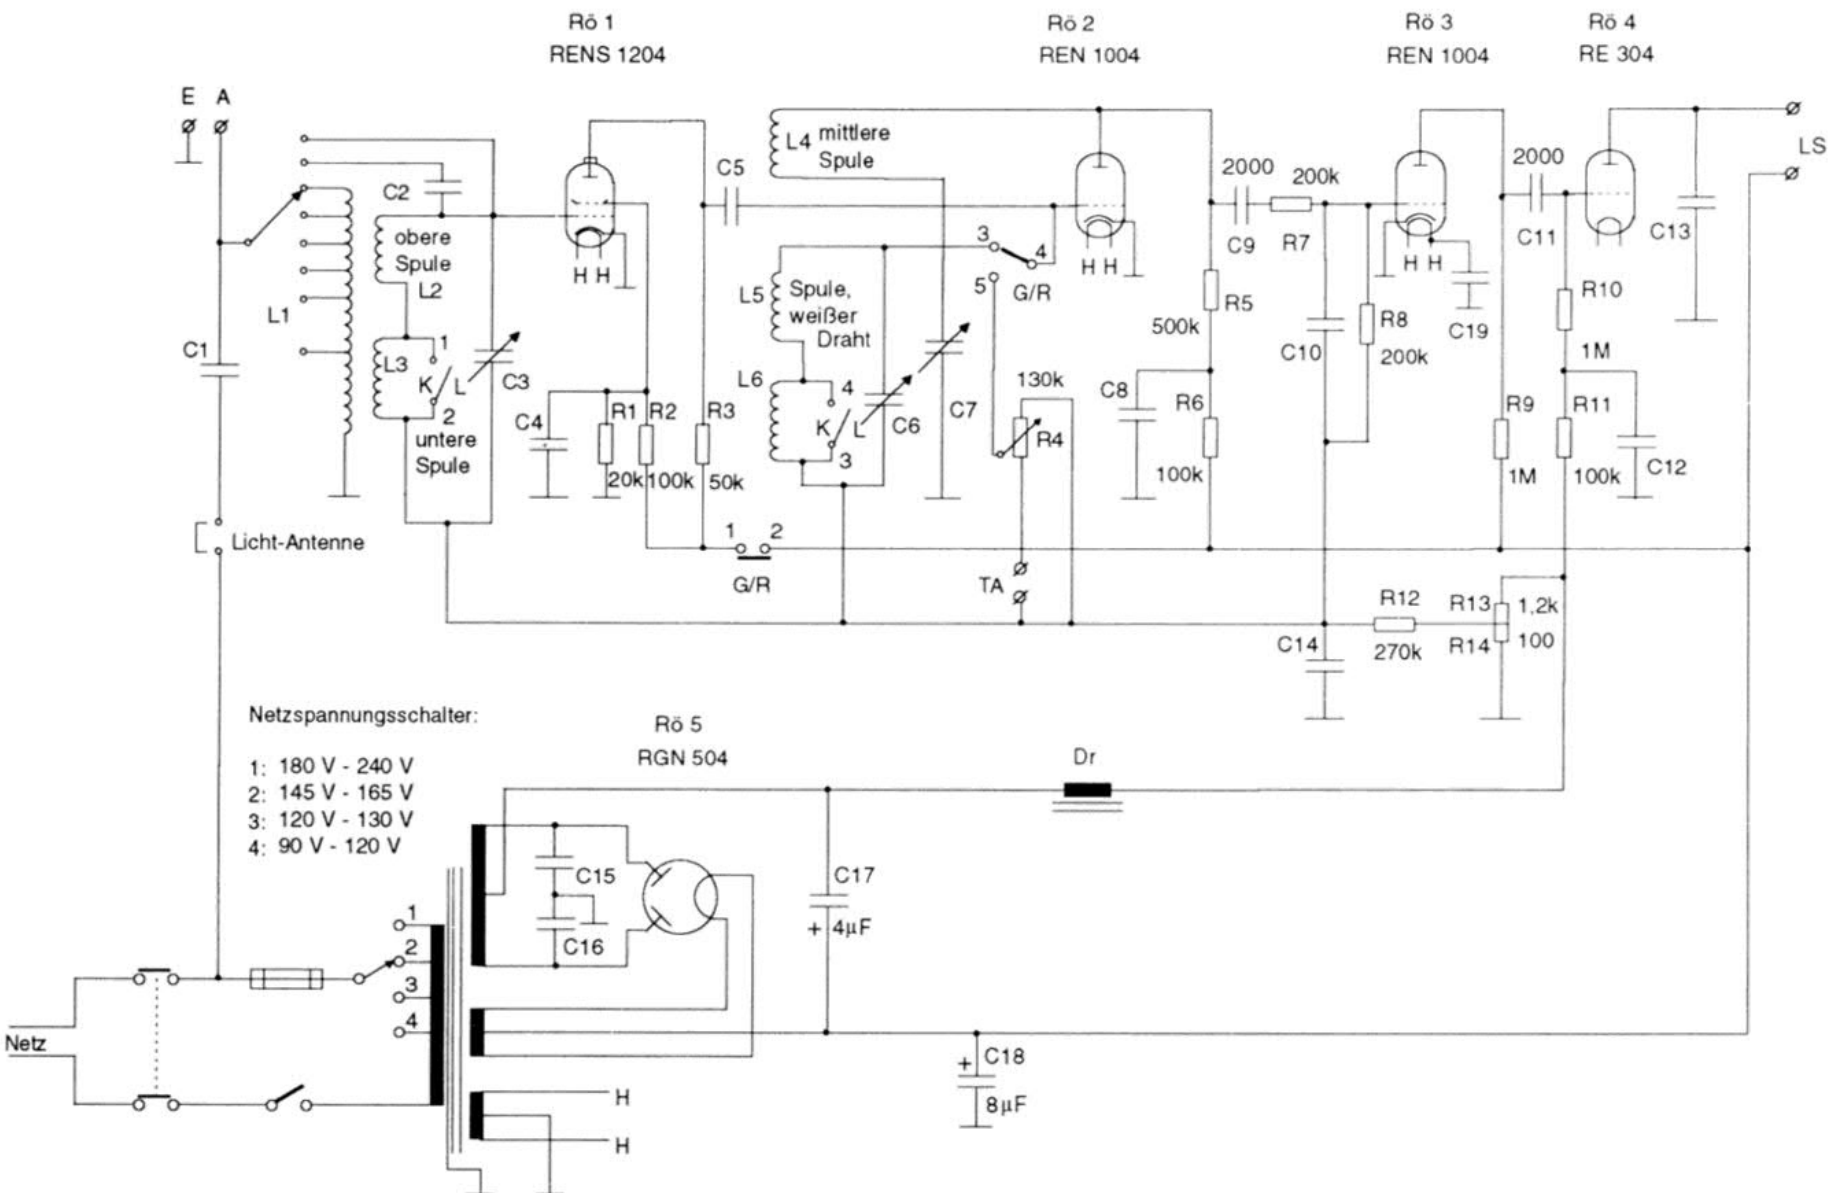 Rö 1
RENS 1204
Rö 2
REN 1004
Rö 3
REN 1004
Rö 4
RE 304
E A
C2
obere
Spule
L2
L1
C1
L3
1
K L
2
untere
Spule
C3
H H
C4
R1
R2
R3
20k
100k
50k
C5
L4 mittlere
Spule
L5
Spule,
weißer
Draht
L6
4
K L
3
C6
C7
3
4
5
G/R
H H
130k
R4
1 2
G/R
TA
2000
C9
200k
R7
R5
500k
C8
R6
100k
C10
R8
200k
H H
C19
2000
C11
R9
1M
R10
1M
R11
100k
C12
C13
LS
R12
270k
R13
1,2k
R14
100
C14
Licht-Antenne
Netzspannungsschalter:
1: 180 V - 240 V
2: 145 V - 165 V
3: 120 V - 130 V
4: 90 V - 120 V
Rö 5
RGN 504
Dr
C15
C16
C17
+ 4µF
1
2
3
4
Netz
+ C18
8µF
H
H